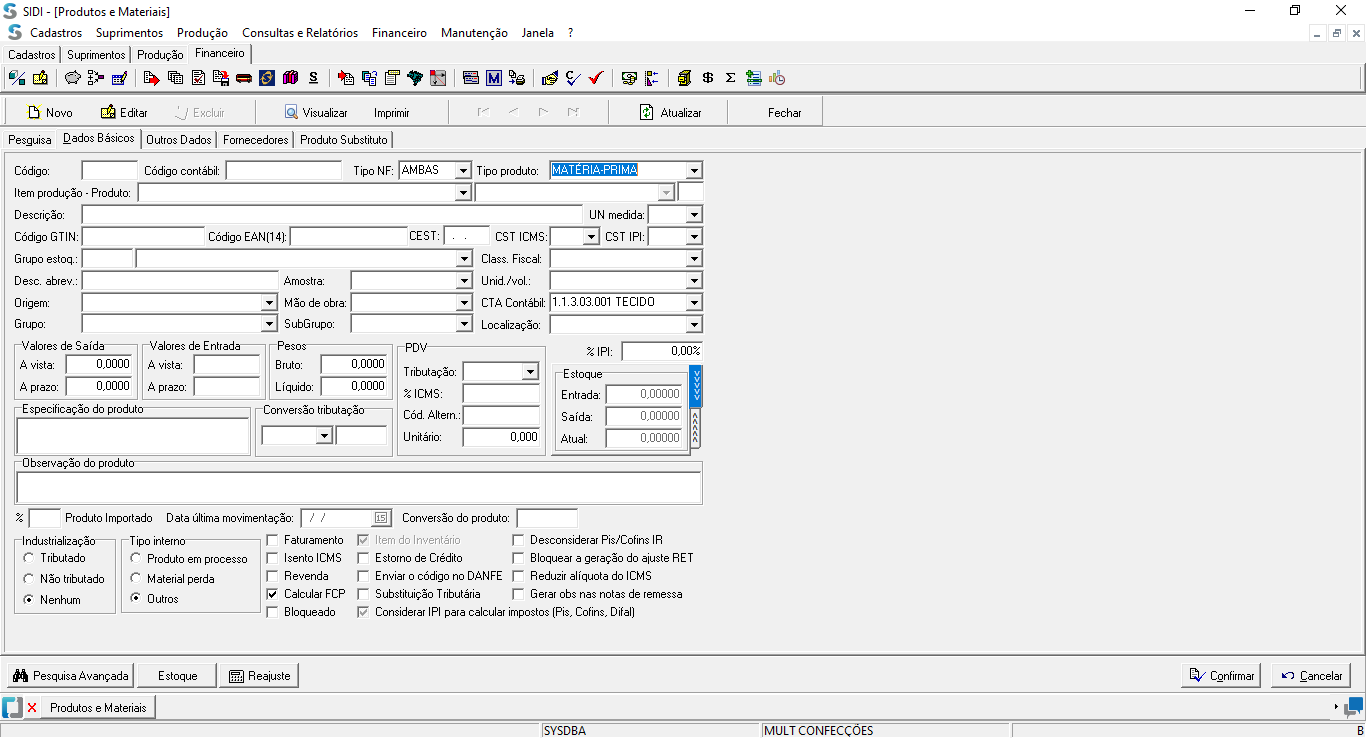 SIDI - [Produtos e Materiais]
Cadastros Suprimentos Produção Consultas e Relatórios Financeiro Manutenção Janela ?
Cadastros Suprimentos Produção Financeiro
Novo Editar Excluir Visualizar Imprimir Atualizar Fechar
Pesquisa Dados Básicos Outros Dados Fornecedores Produto Substituto
Código: Código contábil: Tipo NF: AMBAS Tipo produto: MATÉRIA-PRIMA
Item produção - Produto:
Descrição: UN medida:
Código GTIN: Código EAN(14): CEST: . . CST ICMS: CST IPI:
Grupo estoq.: Class. Fiscal:
Desc. abrev.: Amostra: Unid./vol.:
Origem: Mão de obra: CTA Contábil: 1.1.3.03.001 TECIDO
Grupo: SubGrupo: Localização:
Valores de Saída Valores de Entrada Pesos PDV % IPI: 0,00%
A vista: 0,0000 A vista: Bruto: 0,0000 Tributação: Estoque
A prazo: 0,0000 A prazo: Líquido: 0,0000 % ICMS: Entrada: 0,00000
Especificação do produto Conversão tributação Cód. Altern.: Saída: 0,00000
Unitário: 0,000 Atual: 0,00000
Observação do produto
% Produto Importado Data última movimentação: / / 15 Conversão do produto:
Industrialização Tipo interno Faturamento Item do Inventário Desconsiderar Pis/Cofins IR
Tributado Produto em processo Isento ICMS Estorno de Crédito Bloquear a geração do ajuste RET
Não tributado Material perda Revenda Enviar o código no DANFE Reduzir alíquota do ICMS
Nenhum Outros Calcular FCP Substituição Tributária Gerar obs nas notas de remessa
Bloqueado Considerar IPI para calcular impostos (Pis, Cofins, Difal)
Pesquisa Avançada Estoque Reajuste Confirmar Cancelar
Produtos e Materiais
SYSDBA MULT CONFECÇÕES B